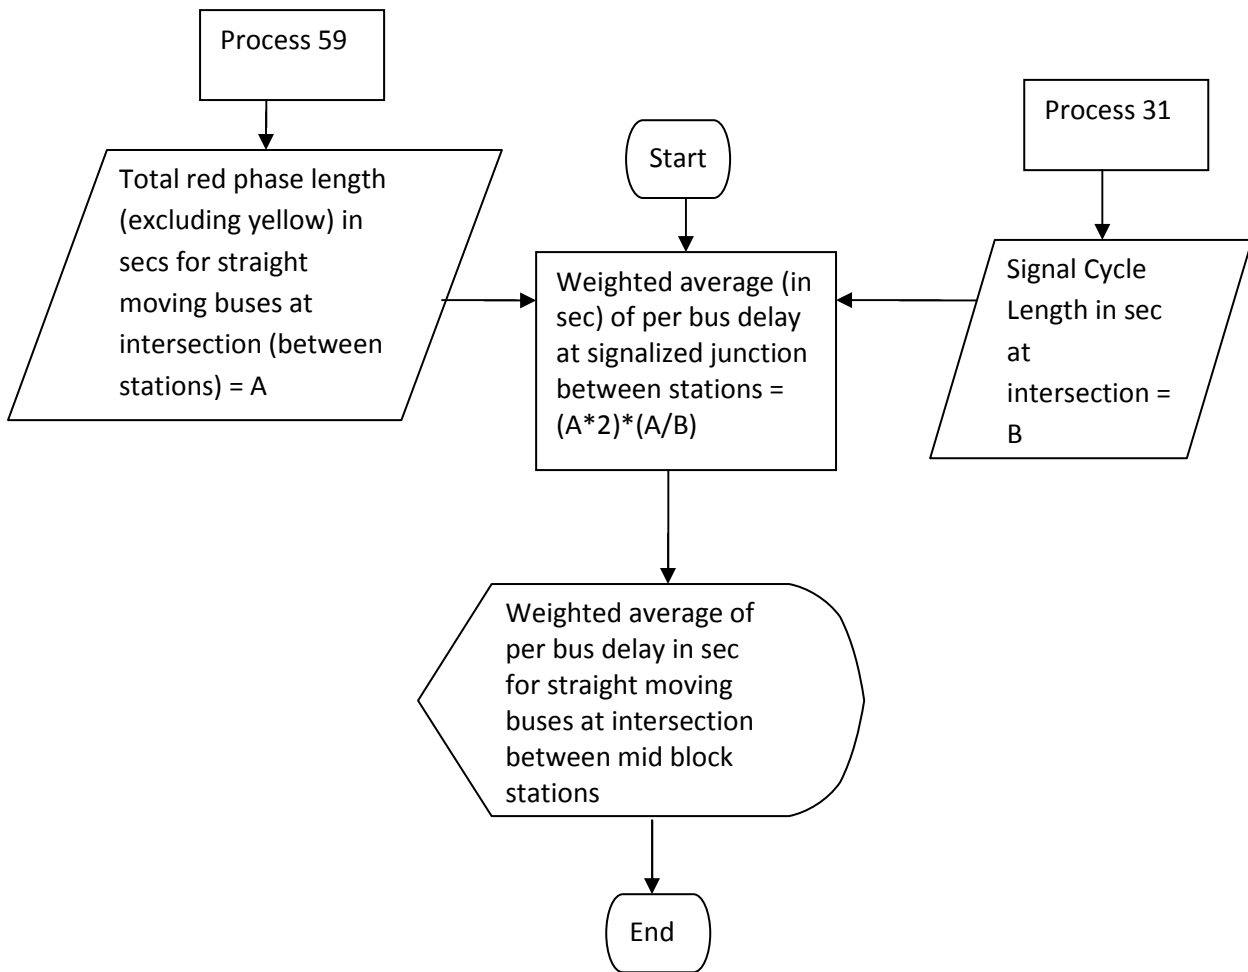 Process 59
Process 31
Start
Total red phase length
(excluding yellow) in
secs for straight
moving buses at
intersection (between
stations) = A
Weighted average (in
sec) of per bus delay
at signalized junction
between stations =
(A*2)*(A/B)
Signal Cycle
Length in sec
at
intersection =
B
Weighted average of
per bus delay in sec
for straight moving
buses at intersection
between mid block
stations
End